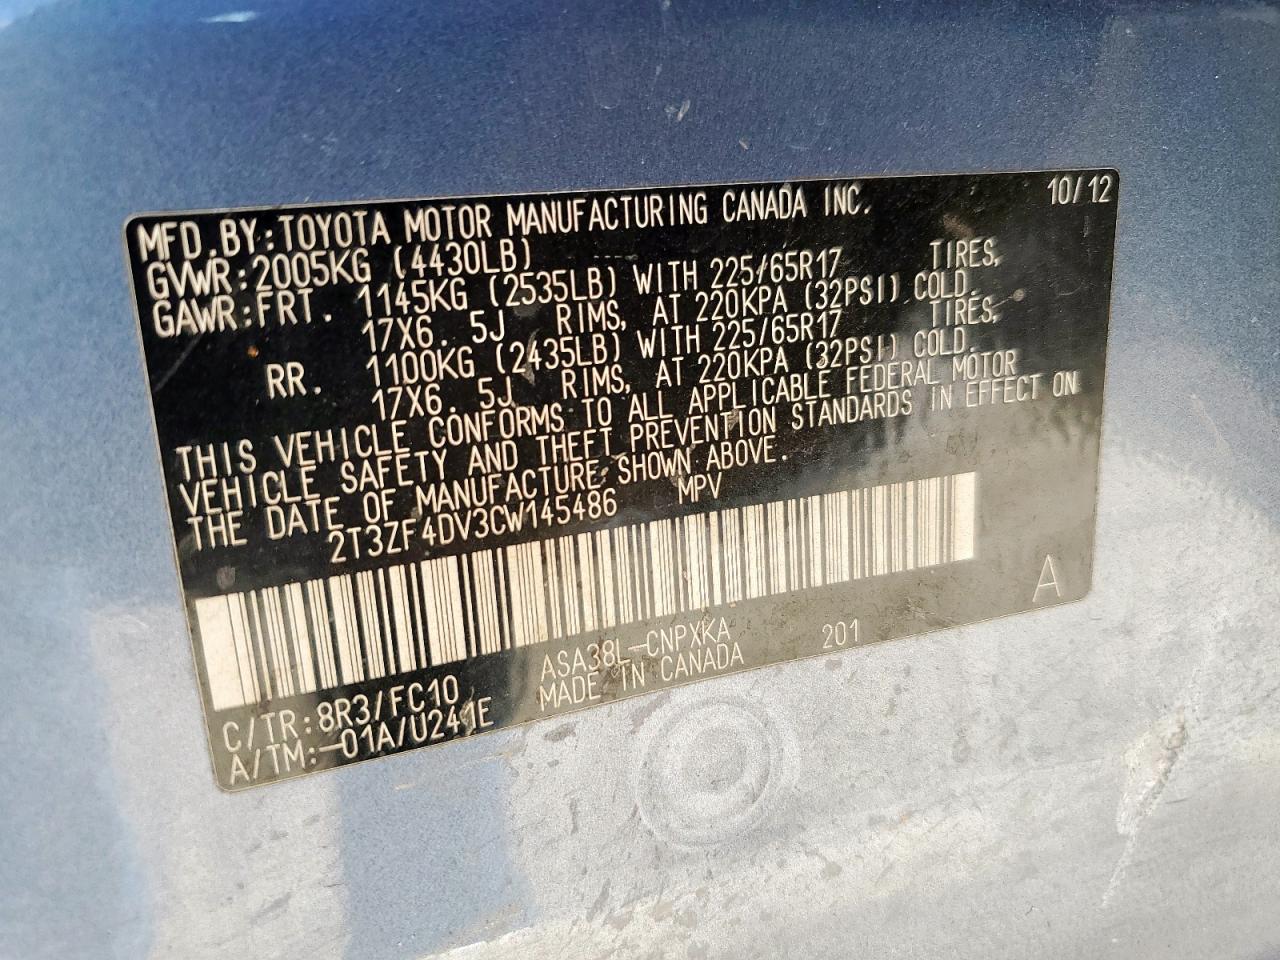 MFD.BY:TOYOTA MOTOR MANUFACTURING CANADA INC. 10/12
GVWR:2005KG (4430LB)
GAWR:FRT. 1145KG (2535LB) WITH 225/65R17 TIRES,
17X6.5J RIMS, AT 220KPA (32PSI) COLD.
RR. 1100KG (2435LB) WITH 225/65R17 TIRES,
17X6.5J RIMS, AT 220KPA (32PSI) COLD.
THIS VEHICLE CONFORMS TO ALL APPLICABLE FEDERAL MOTOR
VEHICLE SAFETY AND THEFT PREVENTION STANDARDS IN EFFECT ON
THE DATE OF MANUFACTURE SHOWN ABOVE.
2T3ZF4DV3CW145486 MPV
A
ASA38L-CNPXKA 201
C/TR:8R3/FC10 MADE IN CANADA
A/TM:-01A/U241E